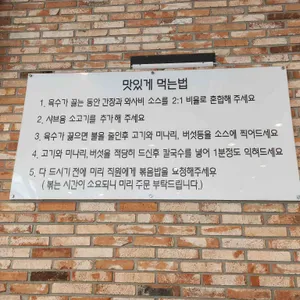 맛있게 먹는법
1. 육수가 끓는 동안 간장과 와사비 소스를 2:1 비율로 혼합해 주세요
2. 샤브용 소고기를 추가해 주세요
3. 육수가 끓으면 불을 줄인후 고기와 미나리, 버섯등을 소스에 찍어드세요
4. 고기와 미나리, 버섯을 적당히 드신후 칼국수를 넣어 1분정도 익혀드세요
5. 다 드시기 전에 미리 직원에게 볶음밥을 요청해주세요
( 볶는 시간이 소요되니 미리 주문 부탁드립니다.)